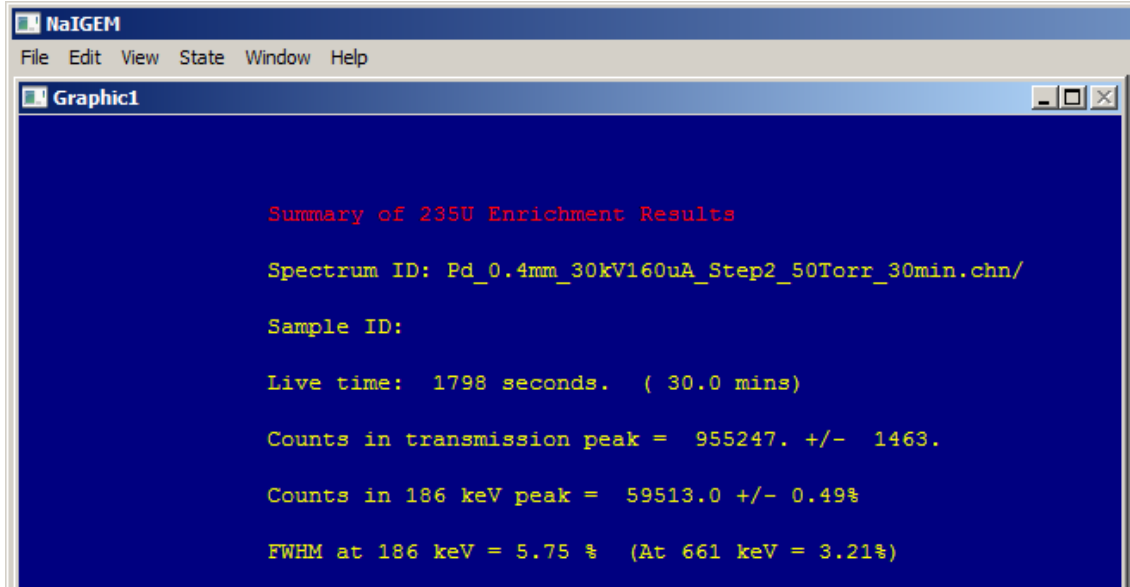 NaIGEM
File Edit View State Window Help
Graphic1
Summary of 235U Enrichment Results
Spectrum ID: Pd_0.4mm_30kV160uA_Step2_50Torr_30min.chn/
Sample ID:
Live time:  1798 seconds.  ( 30.0 mins)
Counts in transmission peak =  955247. +/-  1463.
Counts in 186 keV peak =  59513.0 +/- 0.49%
FWHM at 186 keV = 5.75 %  (At 661 keV = 3.21%)